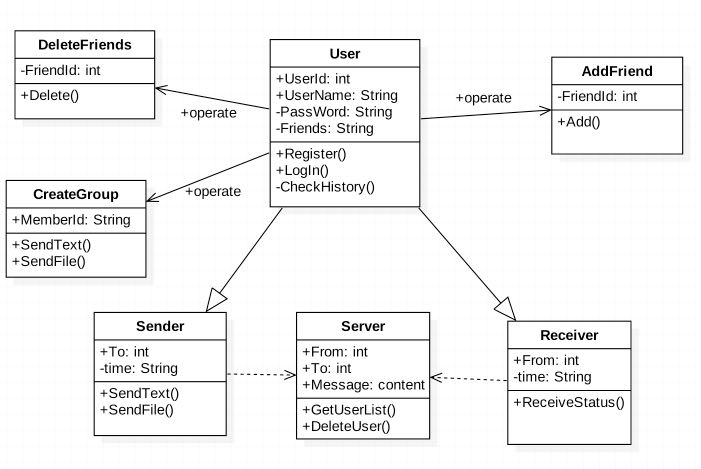 DeleteFriends
-FriendId: int
+Delete()
User
+UserId: int
+UserName: String
-PassWord: String
-Friends: String
+Register()
+LogIn()
-CheckHistory()
AddFriend
-FriendId: int
+Add()
+operate
+operate
+operate
CreateGroup
+MemberId: String
+SendText()
+SendFile()
Sender
+To: int
-time: String
+SendText()
+SendFile()
Server
+From: int
+To: int
+Message: content
+GetUserList()
+DeleteUser()
Receiver
+From: int
-time: String
+ReceiveStatus()